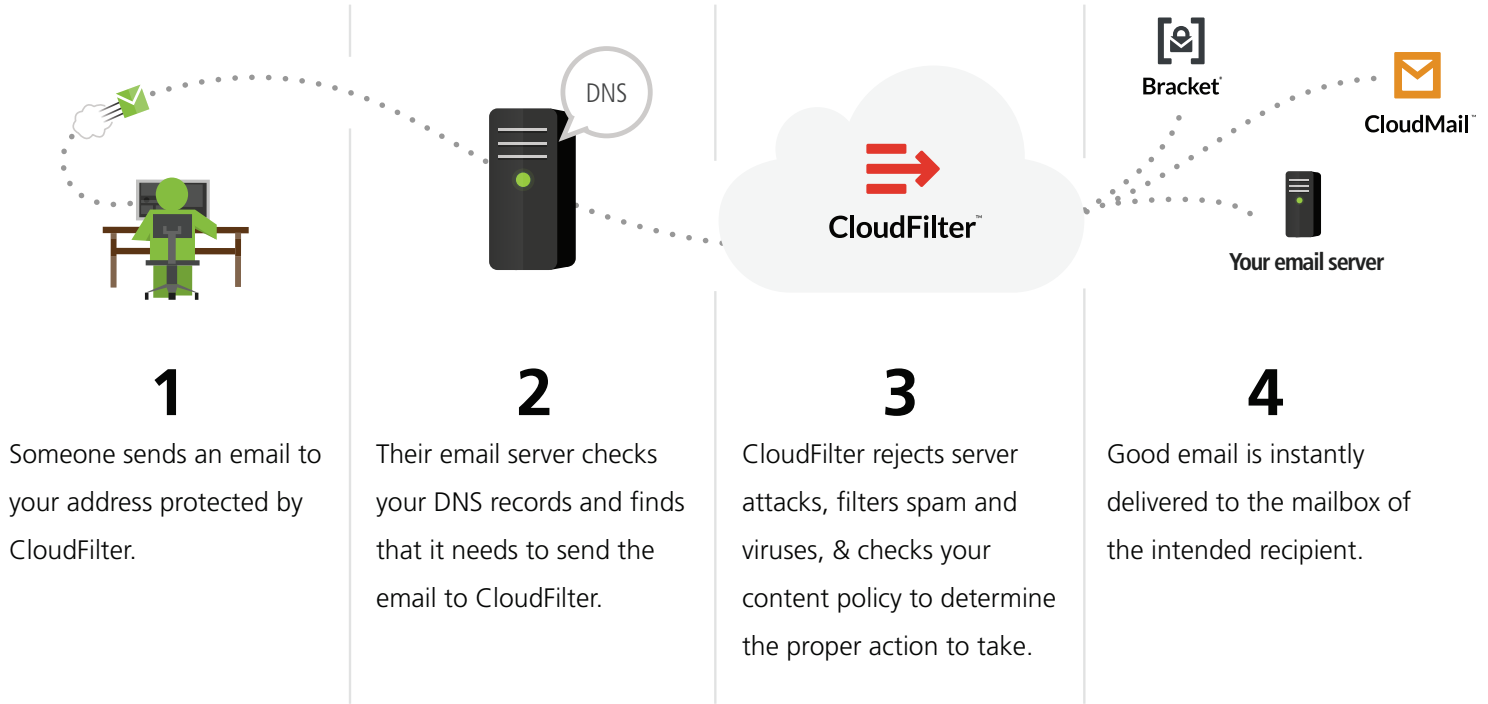 DNS
CloudFilter™
Bracket
CloudMail™
Your email server
1
Someone sends an email to
your address protected by
CloudFilter.
2
Their email server checks
your DNS records and finds
that it needs to send the
email to CloudFilter.
3
CloudFilter rejects server
attacks, filters spam and
viruses, & checks your
content policy to determine
the proper action to take.
4
Good email is instantly
delivered to the mailbox of
the intended recipient.